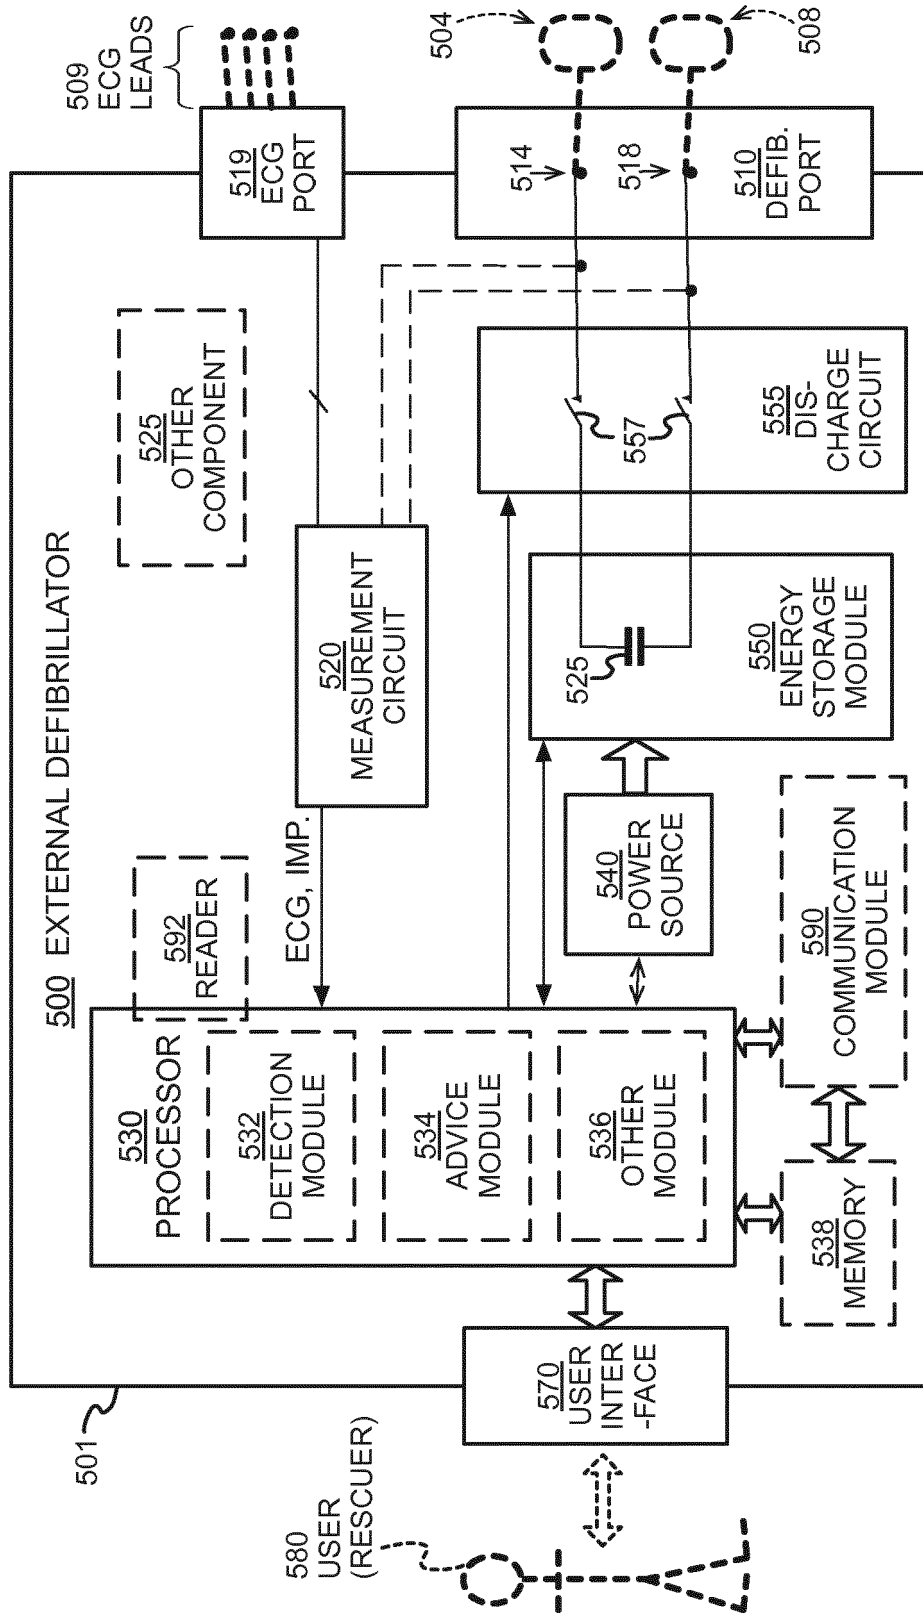 500 EXTERNAL DEFIBRILLATOR
501
580
USER
(RESCUER)
570
USER
INTER
-FACE
530
PROCESSOR
532
DETECTION
MODULE
534
ADVICE
MODULE
536
OTHER
MODULE
538
MEMORY
590
COMMUNICATION
MODULE
592
READER
ECG, IMP.
520
MEASUREMENT
CIRCUIT
525
OTHER
COMPONENT
540
POWER
SOURCE
525
550
ENERGY
STORAGE
MODULE
557
555
DIS-
CHARGE
CIRCUIT
509
ECG
LEADS
519
ECG
PORT
514
518
510
DEFIB.
PORT
504
508